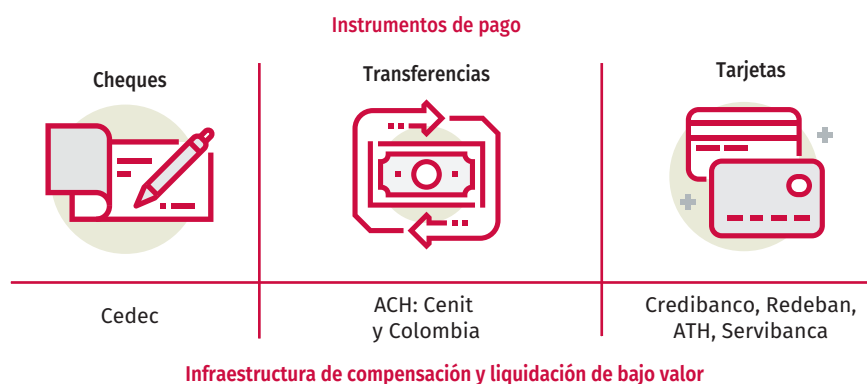 Instrumentos de pago
Cheques
Transferencias
Tarjetas
Cedec
ACH: Cenit
y Colombia
Credibanco, Redeban,
ATH, Servibanca
Infraestructura de compensación y liquidación de bajo valor